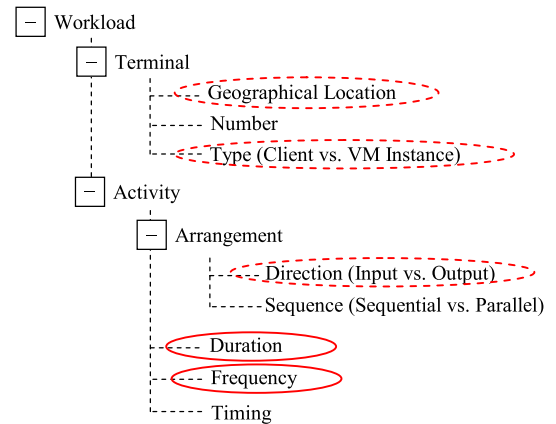 Workload
Terminal
Geographical Location
Number
Type (Client vs. VM Instance)
Activity
Arrangement
Direction (Input vs. Output)
Sequence (Sequential vs. Parallel)
Duration
Frequency
Timing